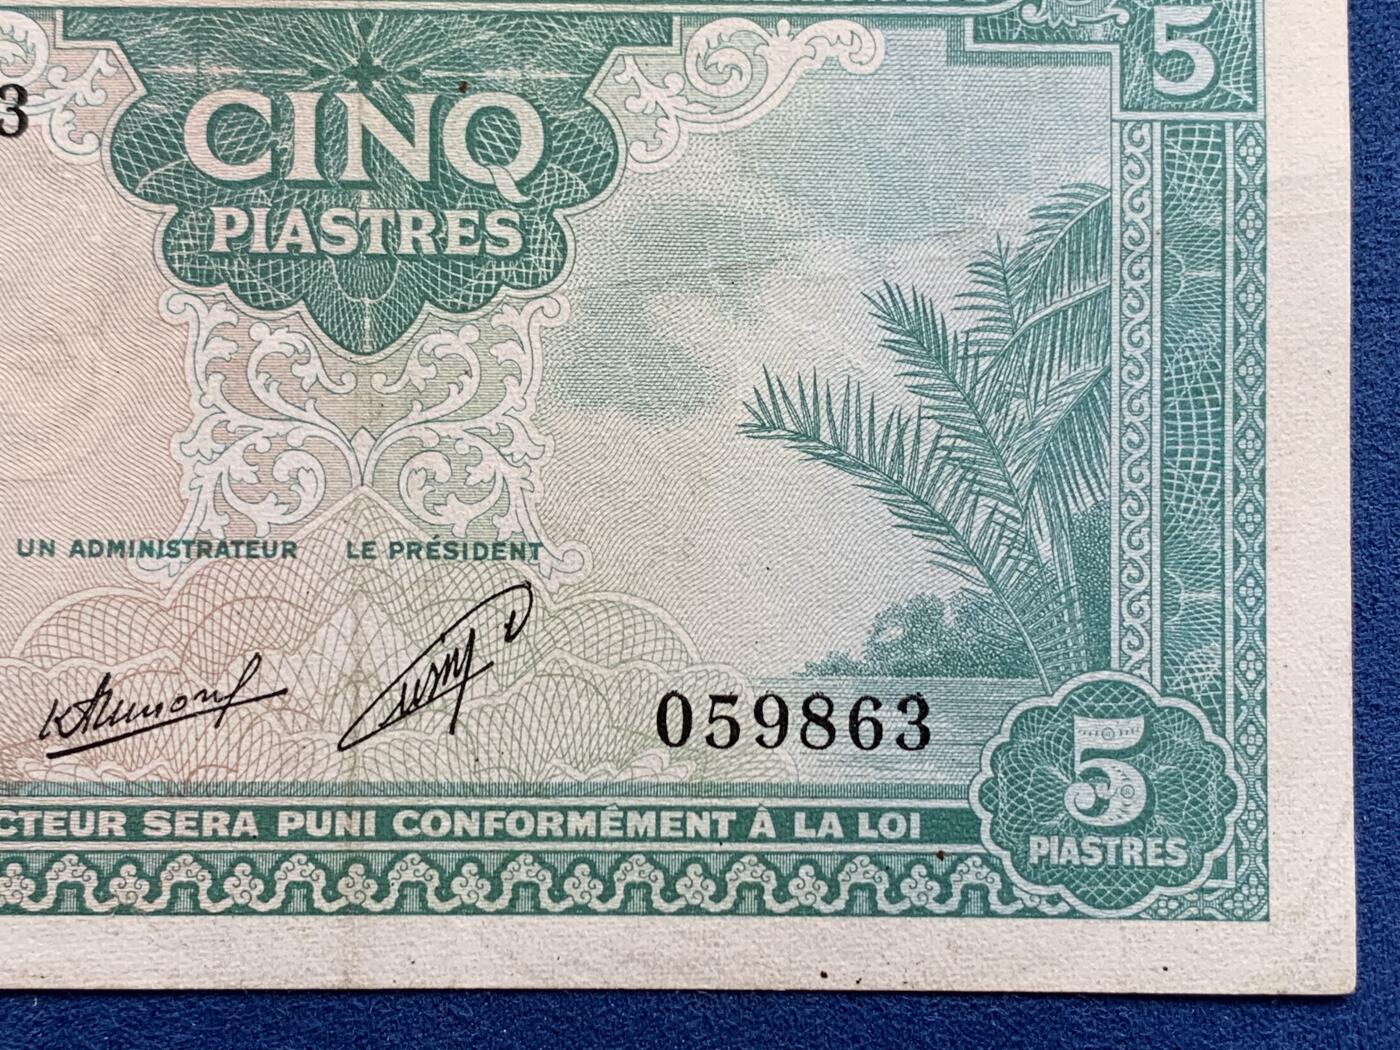 5
3
CINQ
PIASTRES
UN ADMINISTRATEUR LE PRÉSIDENT
059863
5
PIASTRES
CTEUR SERA PUNI CONFORMÉMENT À LA LOI